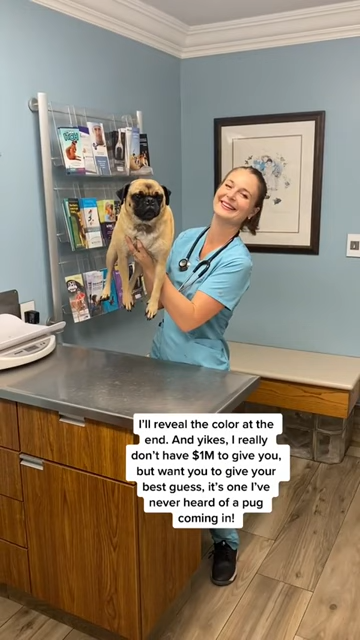 I'll reveal the color at the
end. And yikes, I really
don't have $1M to give you,
but want you to give your
best guess, it's one I've
never heard of a pug
coming in!